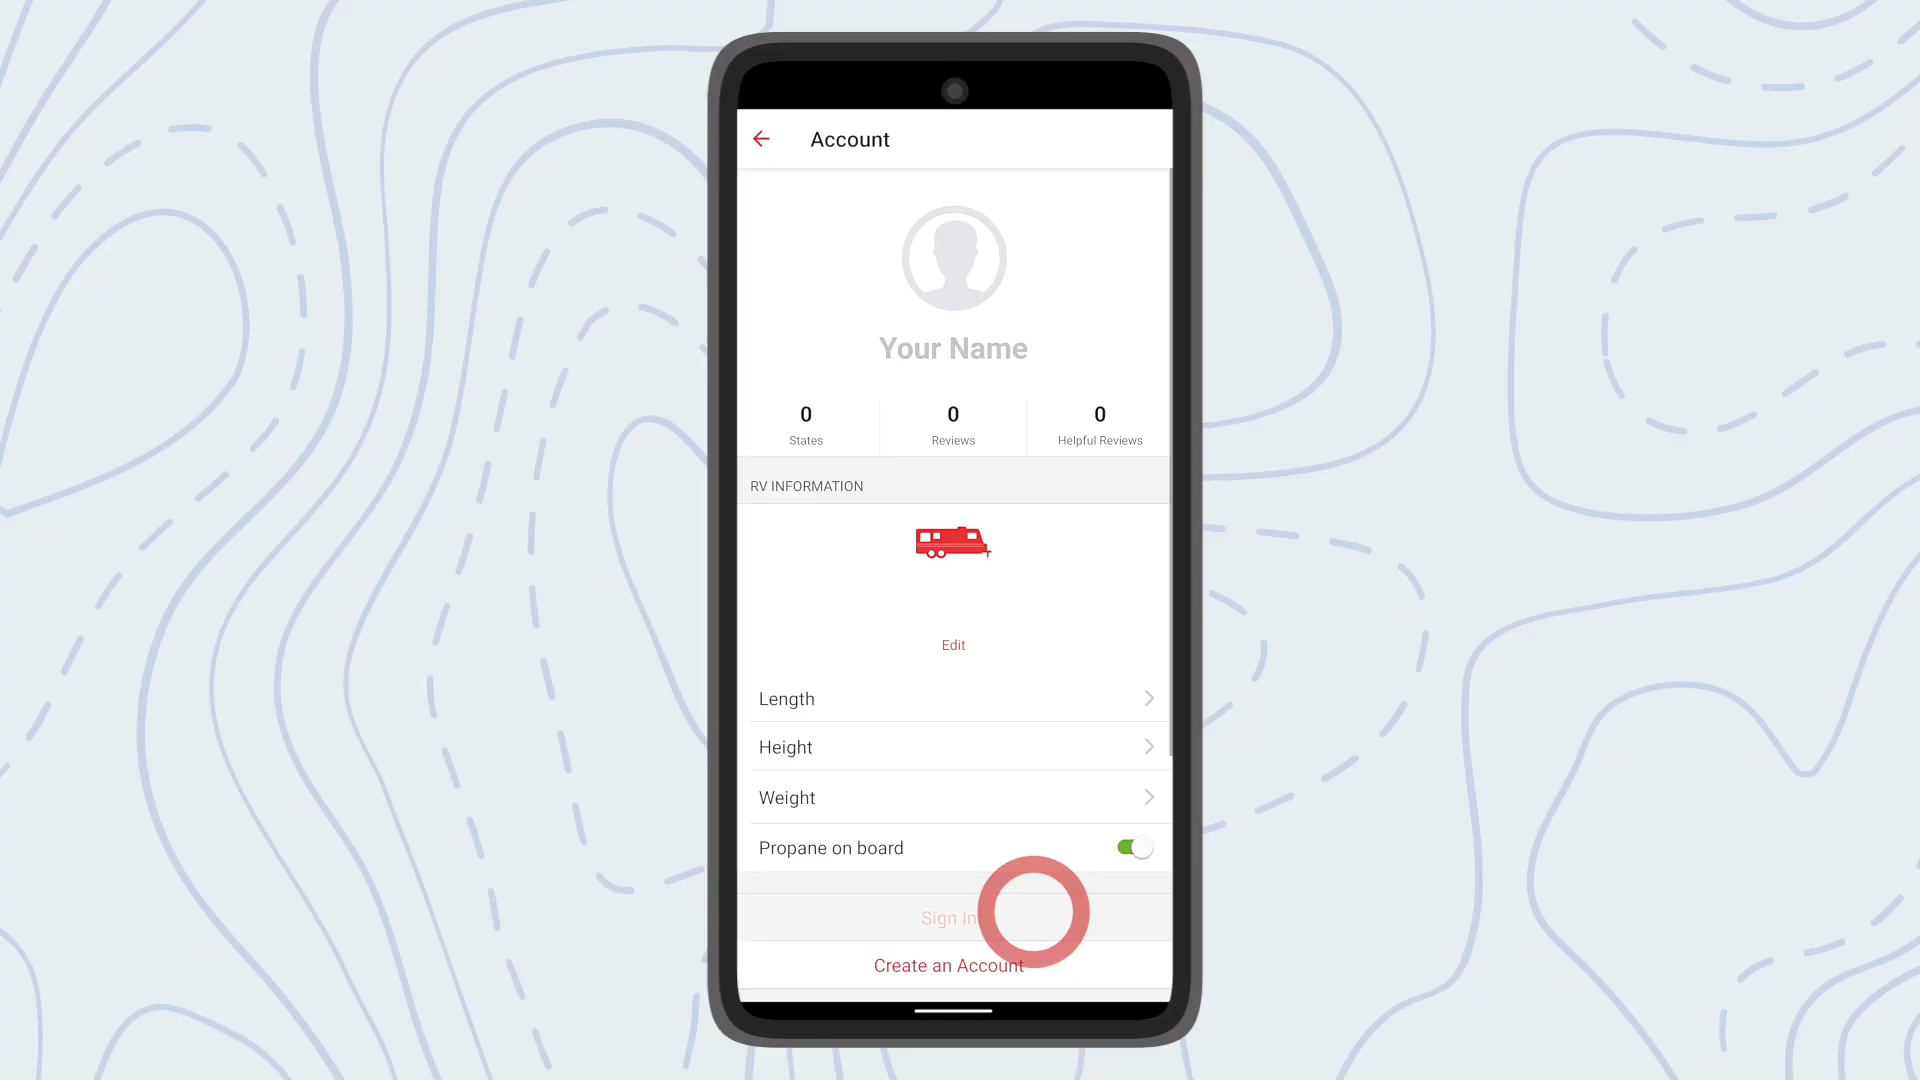 Account
Your Name
0 0 0
States Reviews Helpful Reviews
RV INFORMATION
Edit
Length
Height
Weight
Propane on board
Sign In
Create an Account